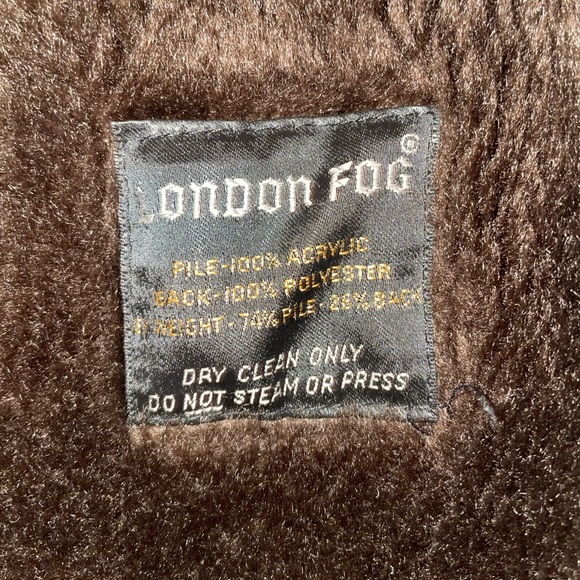 LONDON FOG®
PILE-100% ACRYLIC
BACK-100% POLYESTER
BY WEIGHT - 74% PILE - 26% BACK
DRY CLEAN ONLY
DO NOT STEAM OR PRESS